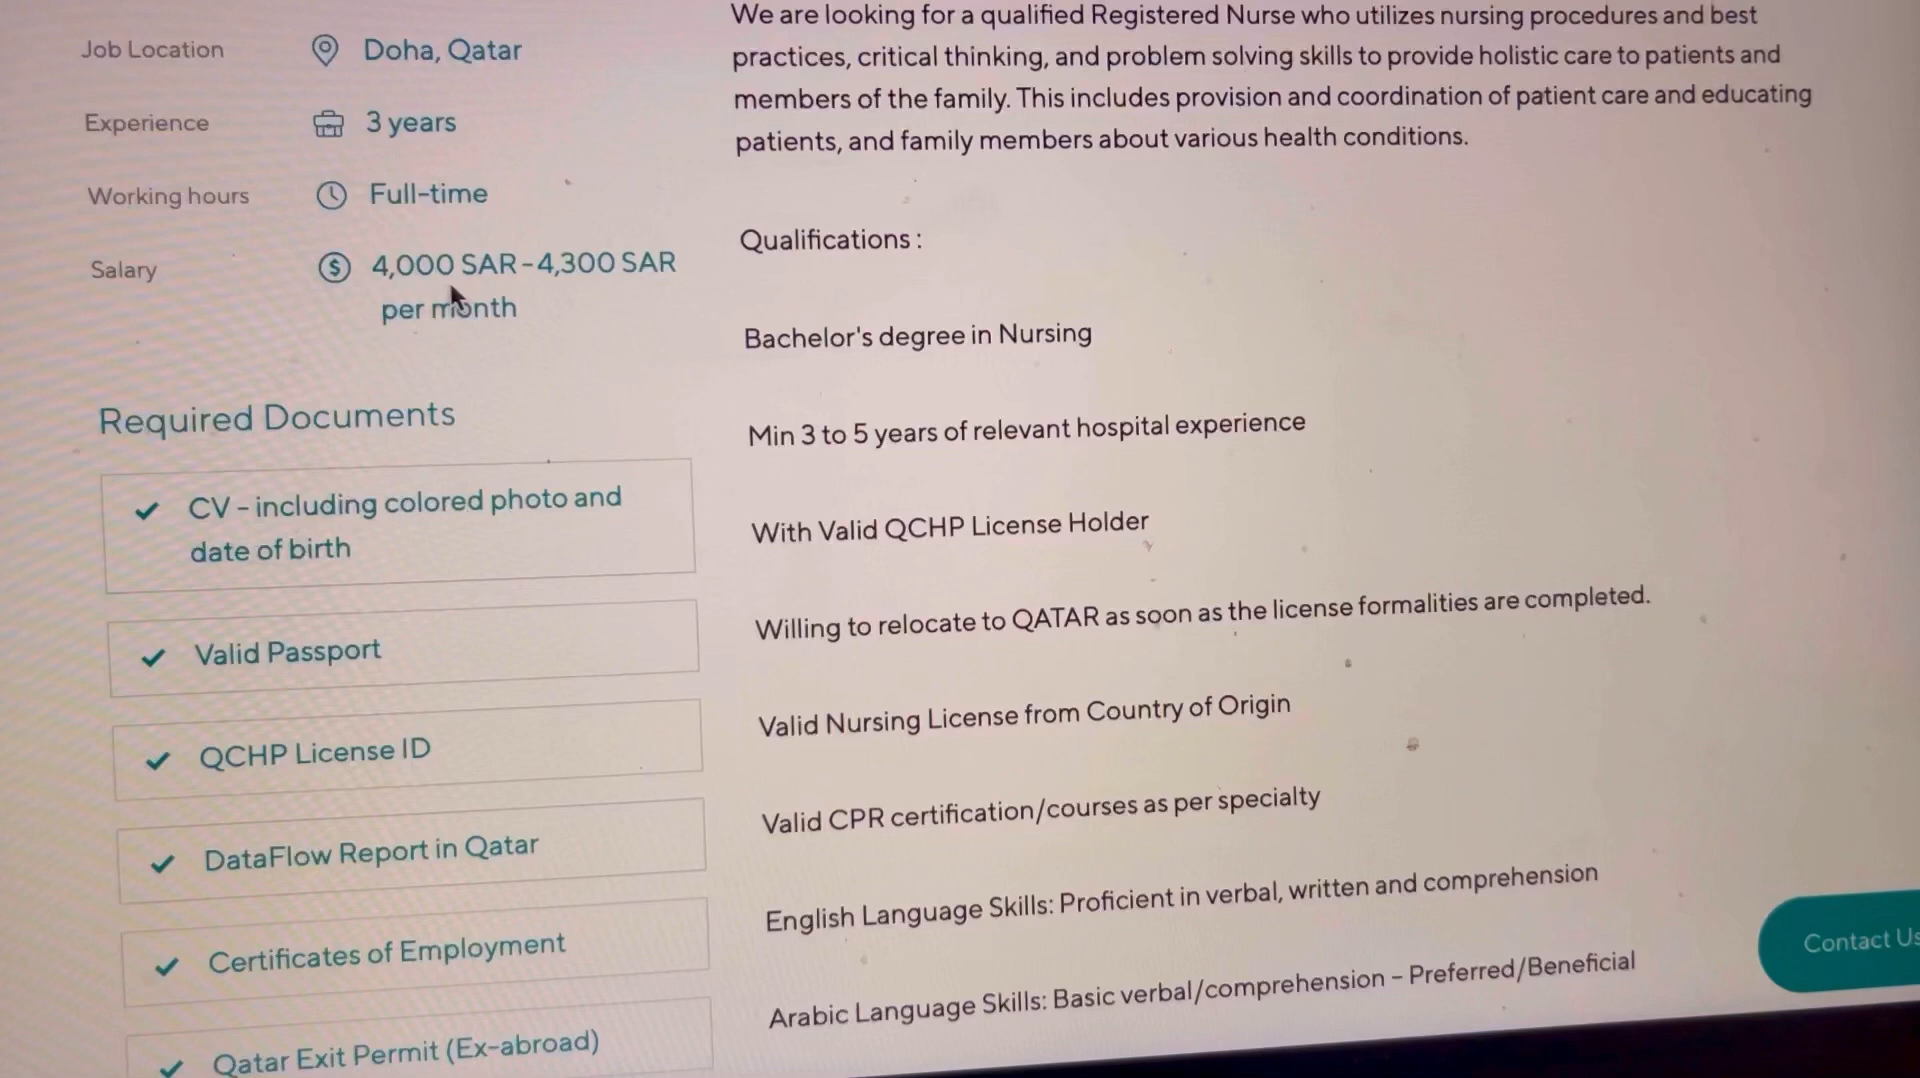 Job Location
Doha, Qatar
Experience
3 years
Working hours
Full-time
Salary
4,000 SAR-4,300 SAR
per month
Required Documents
CV - including colored photo and
date of birth
Valid Passport
QCHP License ID
DataFlow Report in Qatar
Certificates of Employment
Qatar Exit Permit (Ex-abroad)
We are looking for a qualified Registered Nurse who utilizes nursing procedures and best
practices, critical thinking, and problem solving skills to provide holistic care to patients and
members of the family. This includes provision and coordination of patient care and educating
patients, and family members about various health conditions.
Qualifications :
Bachelor's degree in Nursing
Min 3 to 5 years of relevant hospital experience
With Valid QCHP License Holder
Willing to relocate to QATAR as soon as the license formalities are completed.
Valid Nursing License from Country of Origin
Valid CPR certification/courses as per specialty
English Language Skills: Proficient in verbal, written and comprehension
Arabic Language Skills: Basic verbal/comprehension - Preferred/Beneficial
Contact Us